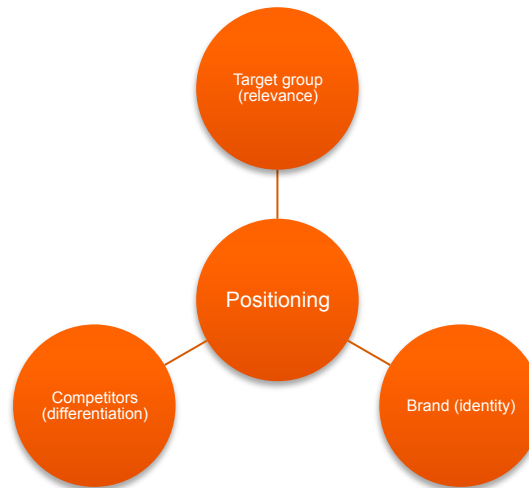 Target group
(relevance)
Positioning
Competitors
(differentiation)
Brand (identity)